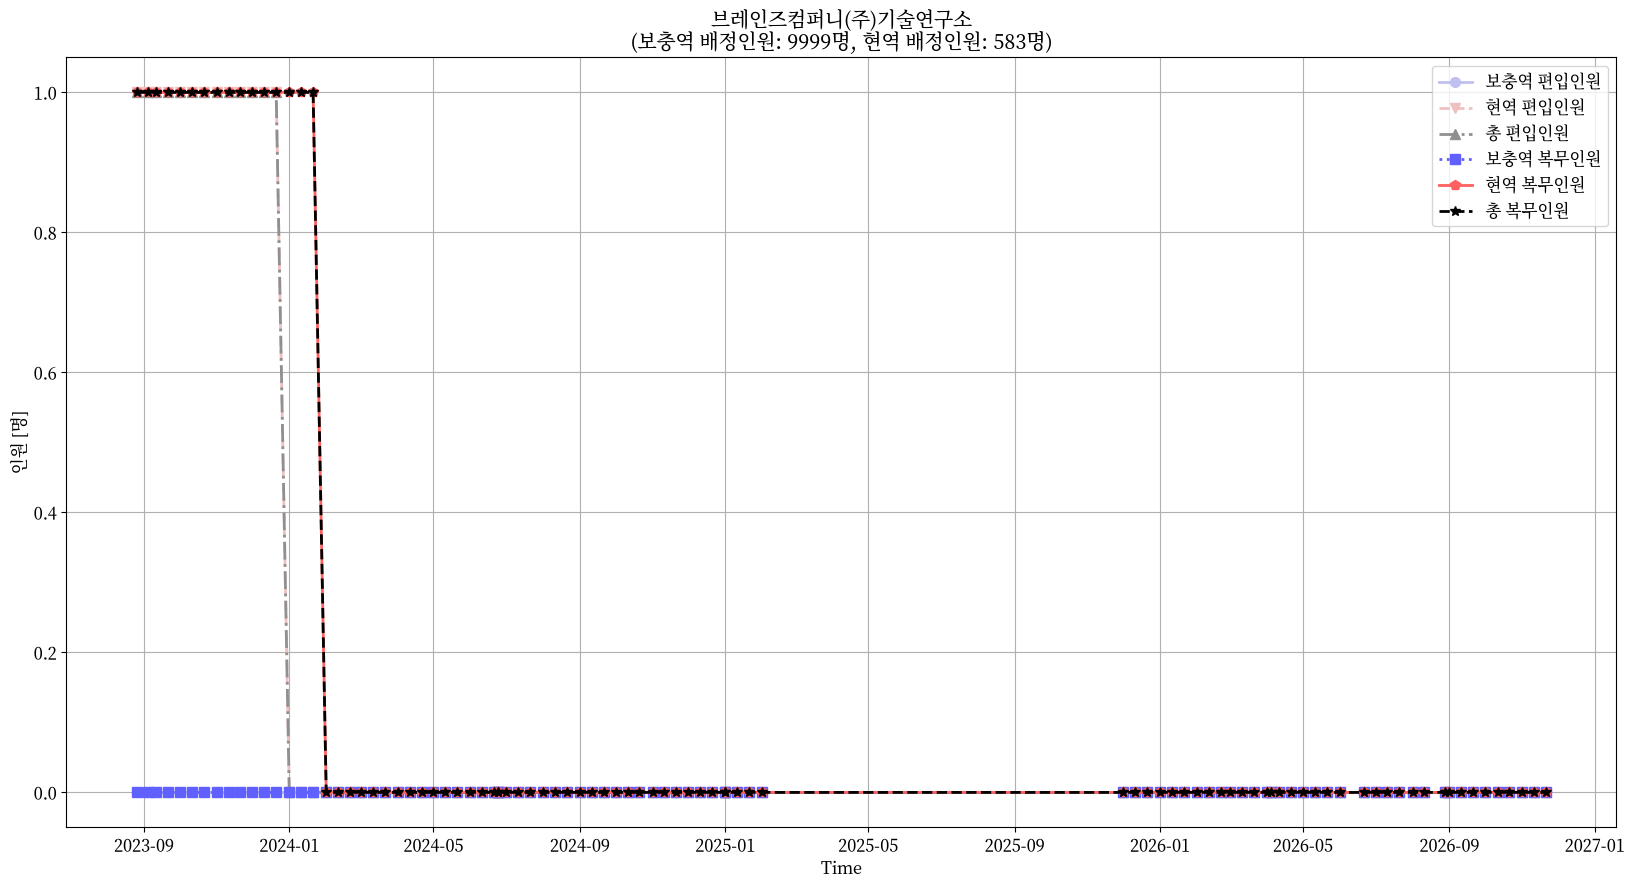 브레인즈컴퍼니(주)기술연구소
(보충역 배정인원: 9999명, 현역 배정인원: 583명)
보충역 편입인원
현역 편입인원
총 편입인원
보충역 복무인원
현역 복무인원
총 복무인원
인원 [명]
1.0
0.8
0.6
0.4
0.2
0.0
2023-09 2024-01 2024-05 2024-09 2025-01 2025-05 2025-09 2026-01 2026-05 2026-09 2027-01
Time